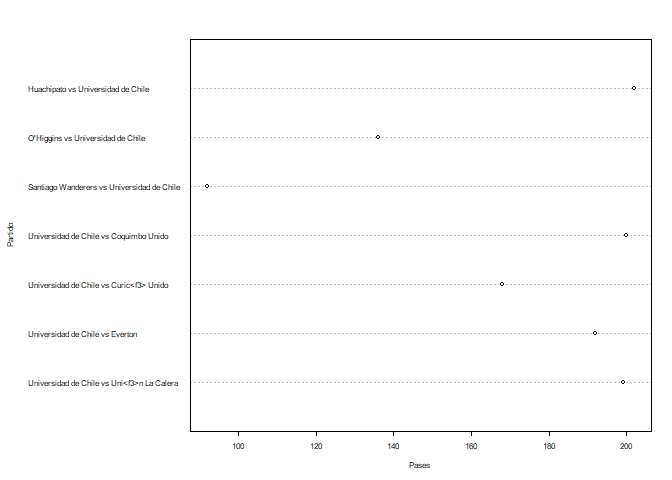 Huachipato vs Universidad de Chile
O'Higgins vs Universidad de Chile
Santiago Wanderers vs Universidad de Chile
Universidad de Chile vs Coquimbo Unido
Universidad de Chile vs Curic<f3> Unido
Universidad de Chile vs Everton
Universidad de Chile vs Uni<f3>n La Calera
Partido
100 120 140 160 180 200
Pases